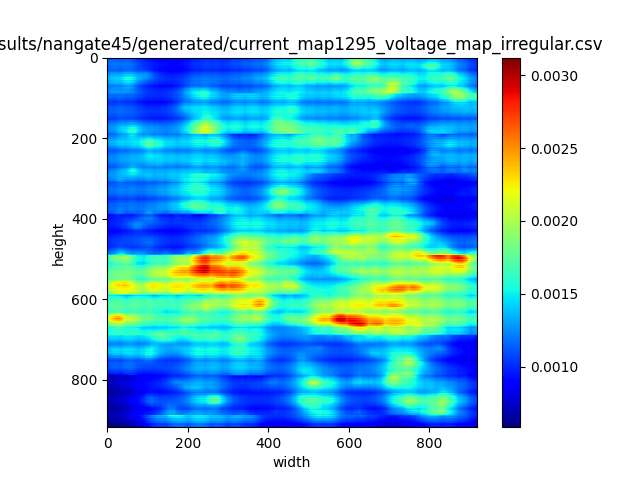 sults/nangate45/generated/current_map1295_voltage_map_irregular.csv
0
200
400
600
800
height
0 200 400 600 800
width
0.0030
0.0025
0.0020
0.0015
0.0010